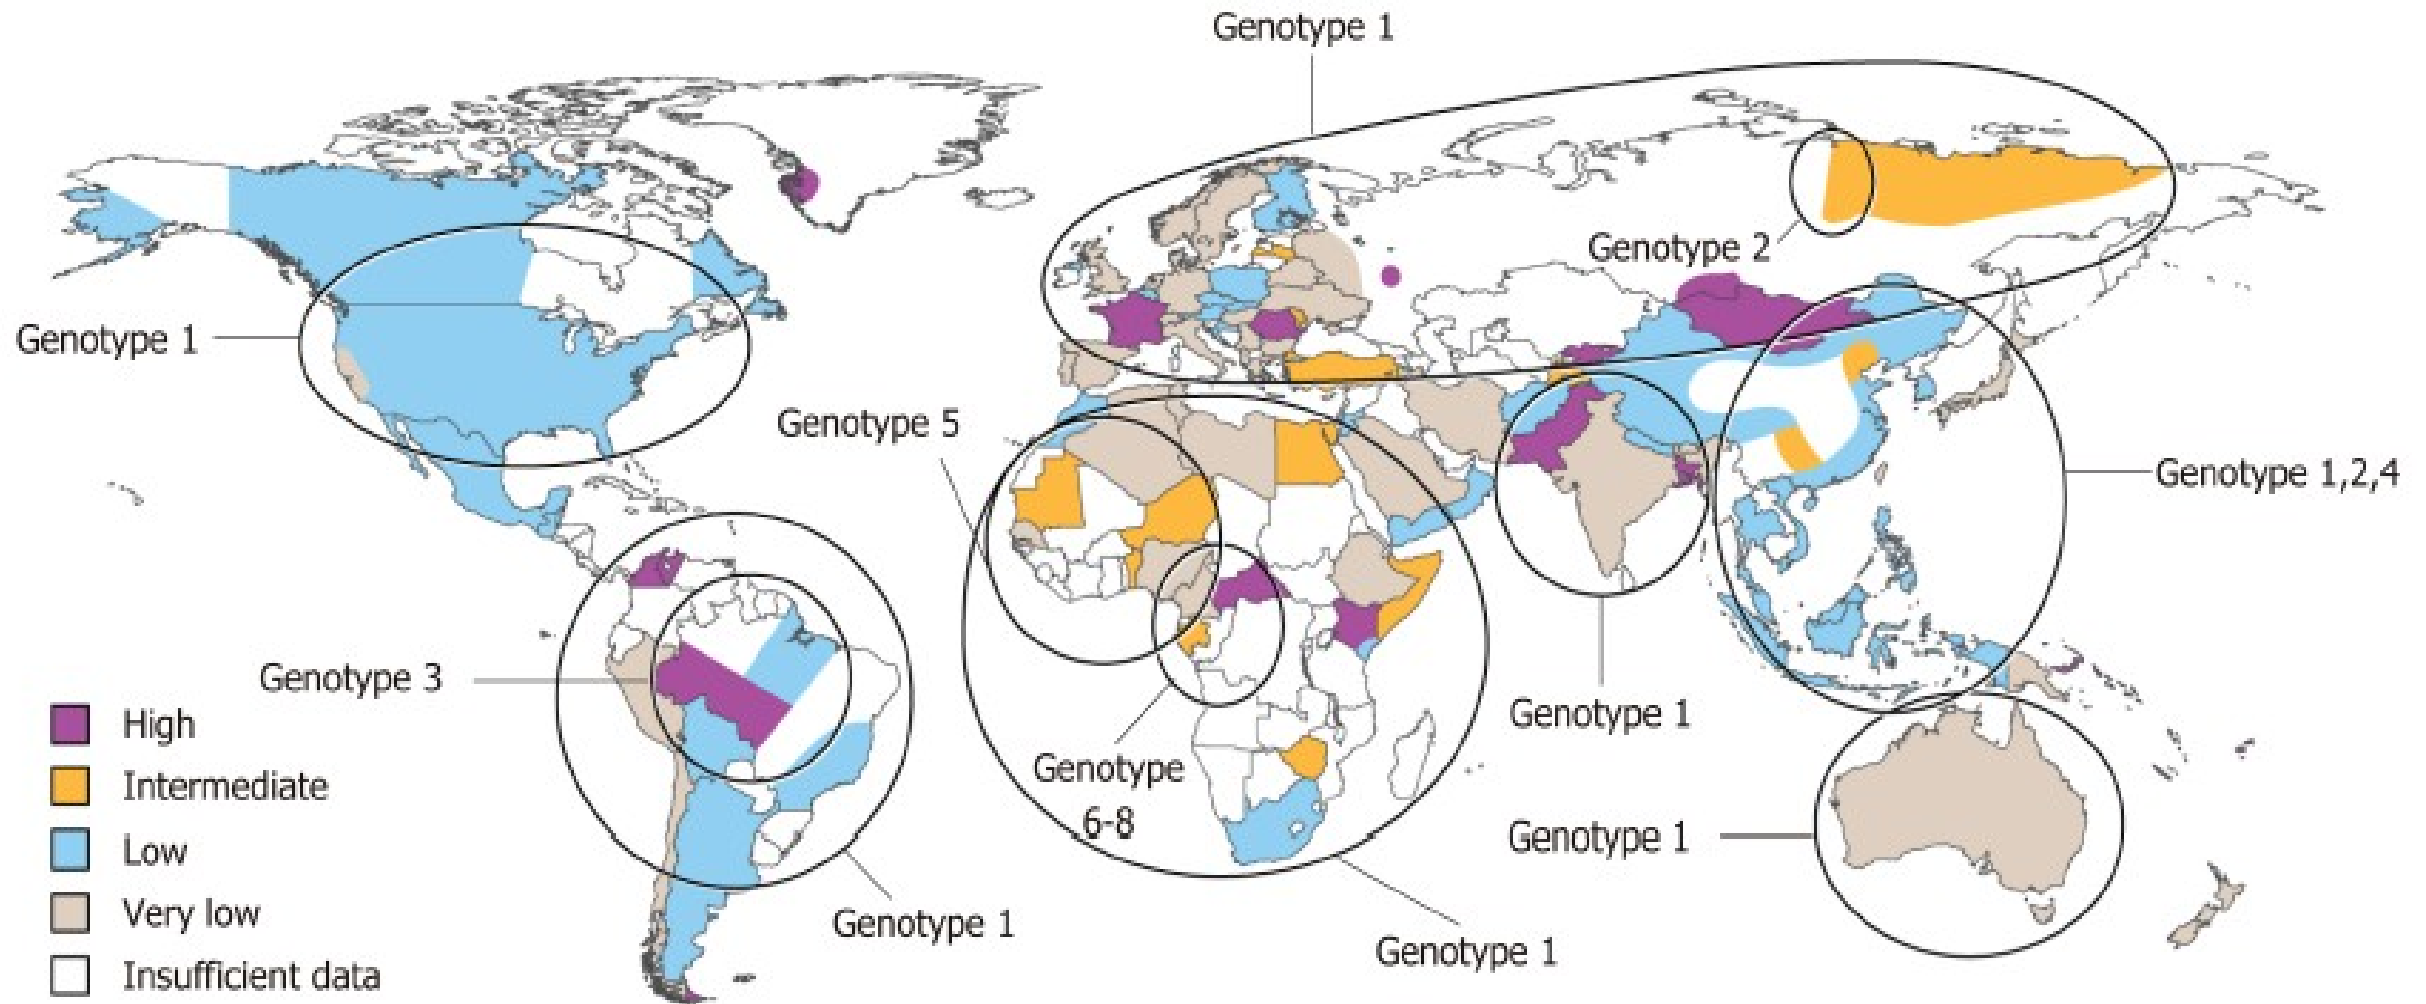 Genotype 1
Genotype 2
Genotype 1
Genotype 5
Genotype 1,2,4
Genotype 3
Genotype 1
Genotype
6-8
Genotype 1
Genotype 1
Genotype 1
High
Intermediate
Low
Very low
Insufficient data